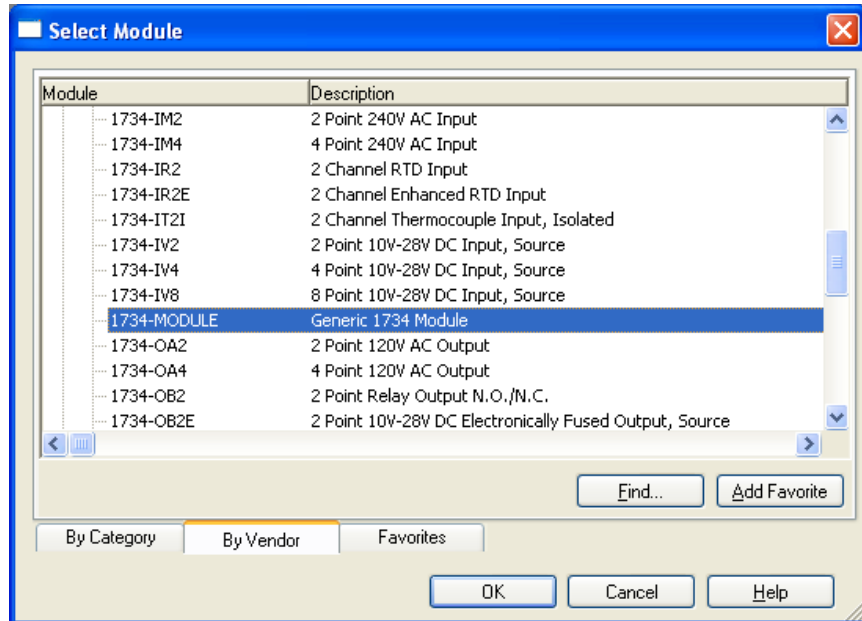 Select Module
Module Description
1734-IM2 2 Point 240V AC Input
1734-IM4 4 Point 240V AC Input
1734-IR2 2 Channel RTD Input
1734-IR2E 2 Channel Enhanced RTD Input
1734-IT2I 2 Channel Thermocouple Input, Isolated
1734-IV2 2 Point 10V-28V DC Input, Source
1734-IV4 4 Point 10V-28V DC Input, Source
1734-IV8 8 Point 10V-28V DC Input, Source
1734-MODULE Generic 1734 Module
1734-OA2 2 Point 120V AC Output
1734-OA4 4 Point 120V AC Output
1734-OB2 2 Point Relay Output N.O./N.C.
1734-OB2E 2 Point 10V-28V DC Electronically Fused Output, Source
Find... Add Favorite
By Category By Vendor Favorites
OK Cancel Help